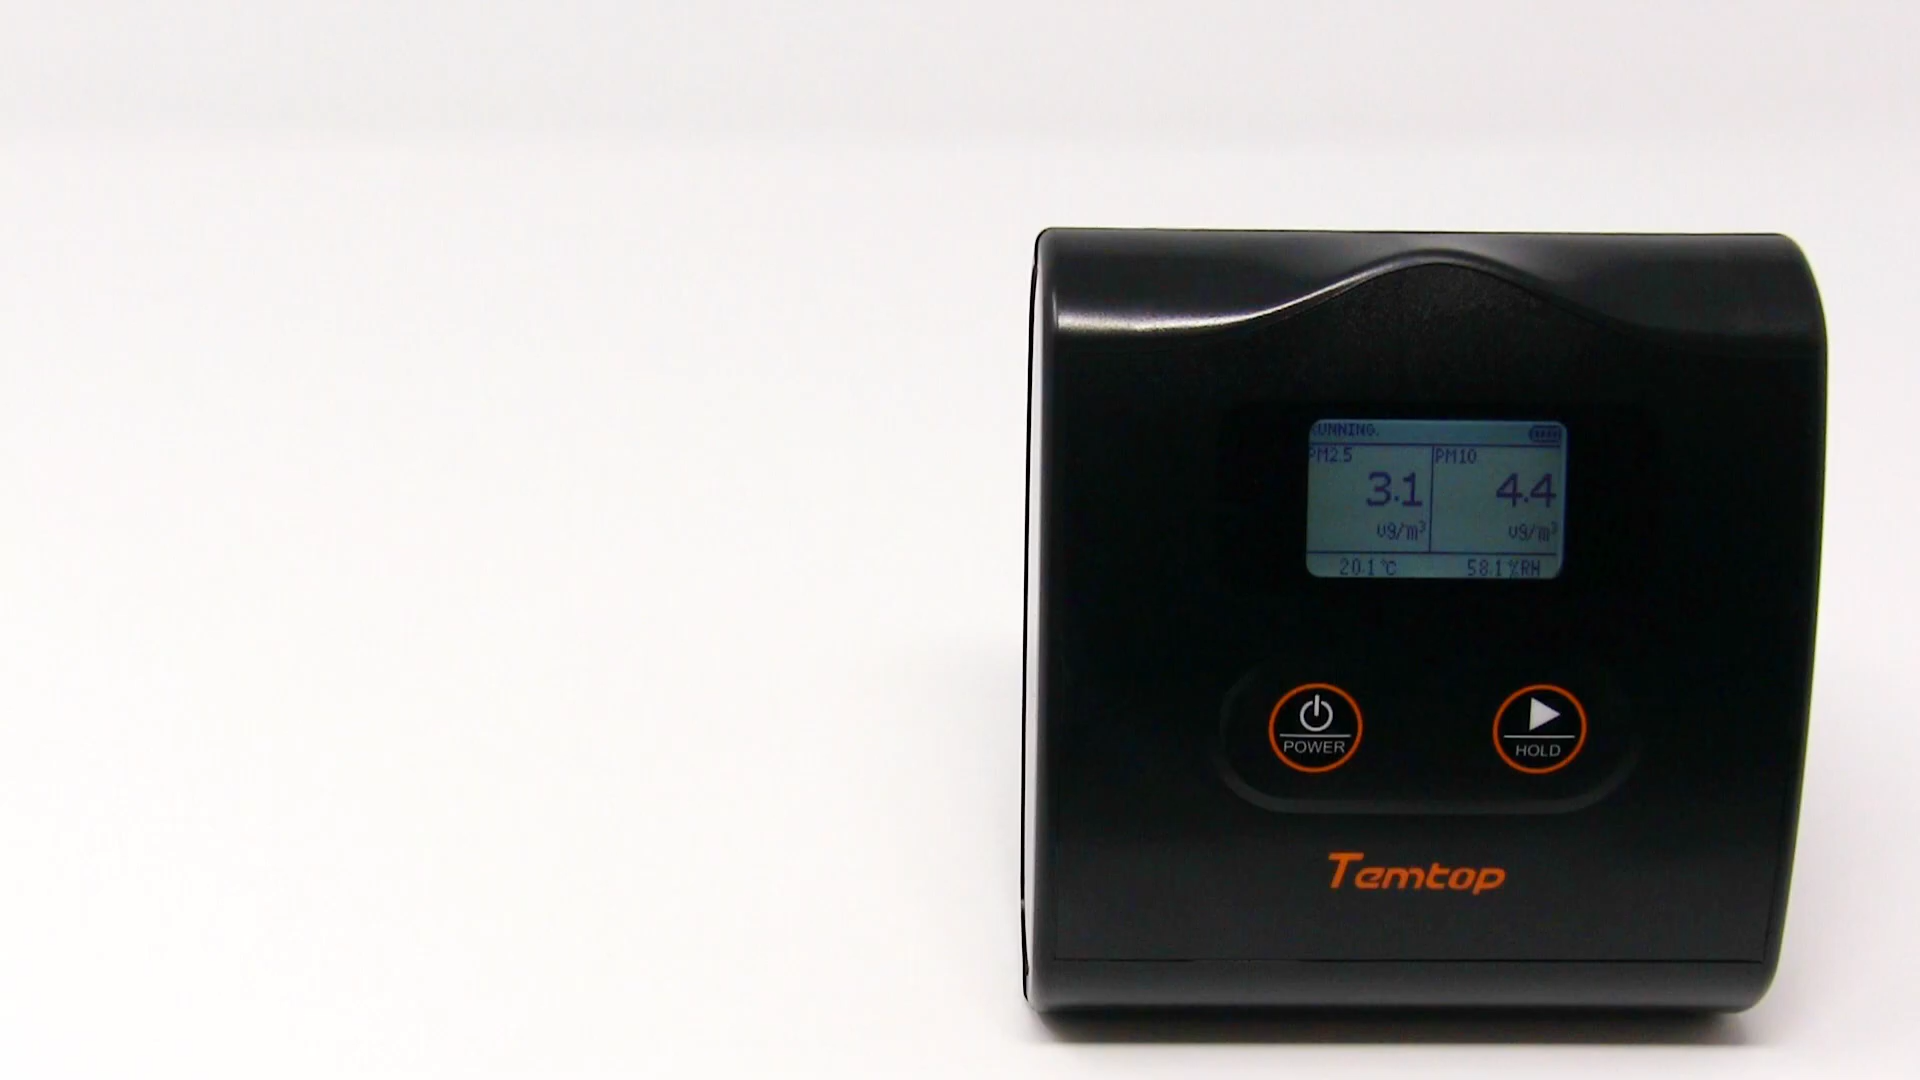 RUNNING.
PM2.5 PM10
3.1 4.4
ug/m³ ug/m³
20.1℃ 58.1%RH
POWER HOLD
Temtop